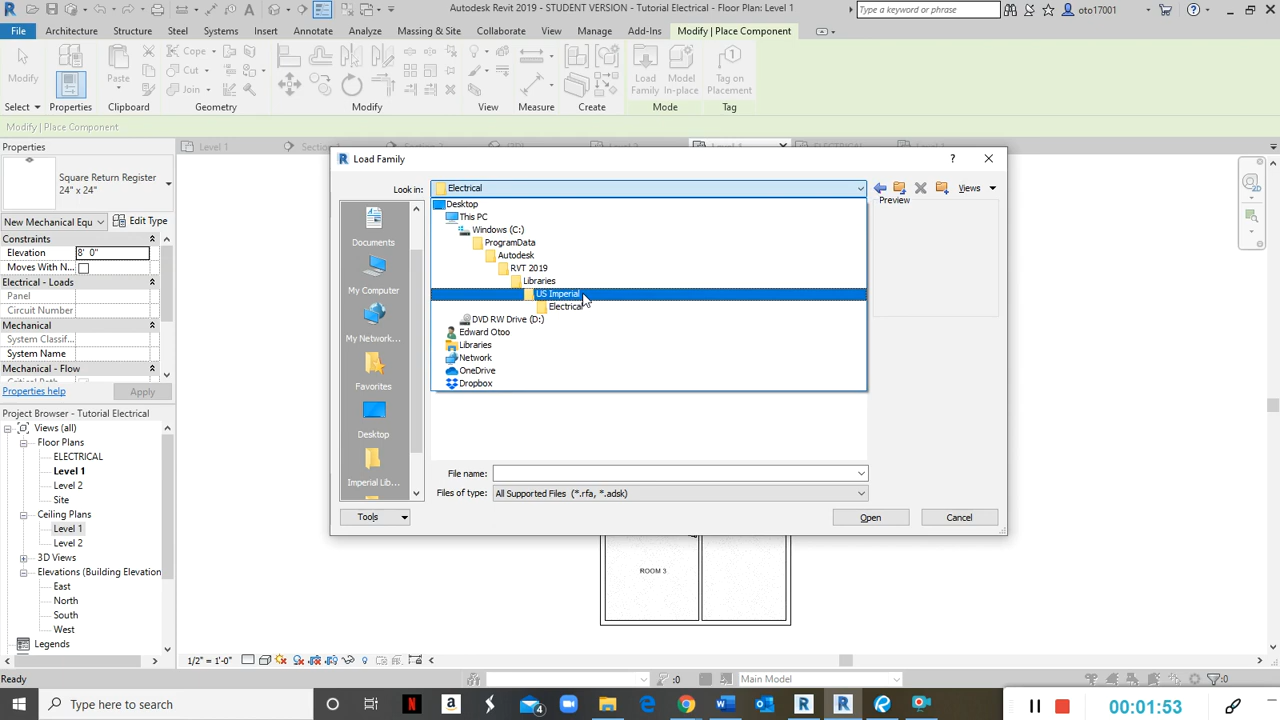 Autodesk Revit 2019 - STUDENT VERSION - Tutorial Electrical - Floor Plan: Level 1
Type a keyword or phrase
oto17001
File Architecture Structure Steel Systems Insert Annotate Analyze Massing & Site Collaborate View Manage Add-Ins Modify | Place Component
Modify
Paste
Cope
Cut
Join
Load Family
Model In-place
Tag on Placement
Select Properties Clipboard Geometry Modify View Measure Create Mode Tag
Modify | Place Component
Properties
Square Return Register
24" x 24"
New Mechanical Equ
Edit Type
Constraints
Elevation 8' 0"
Moves With N...
Electrical - Loads
Panel
Circuit Number
Mechanical
System Classif...
System Name
Mechanical - Flow
Properties help
Apply
Project Browser - Tutorial Electrical
Views (all)
Floor Plans
ELECTRICAL
Level 1
Level 2
Site
Ceiling Plans
Level 1
Level 2
3D Views
Elevations (Building Elevation
East
North
South
West
Legends
Level 1
ELECTRICAL
Load Family
Look in: Electrical
Views
Preview
Documents
My Computer
My Network...
Favorites
Desktop
Imperial Lib...
Desktop
This PC
Windows (C:)
ProgramData
Autodesk
RVT 2019
Libraries
US Imperial
Electrical
DVD RW Drive (D:)
Edward Otoo
Libraries
Network
OneDrive
Dropbox
File name:
Files of type: All Supported Files (*.rfa, *.adsk)
Tools
Open
Cancel
ROOM 3
1/2" = 1'-0"
Ready
:0
Main Model
:0
Type here to search
4
00:01:53